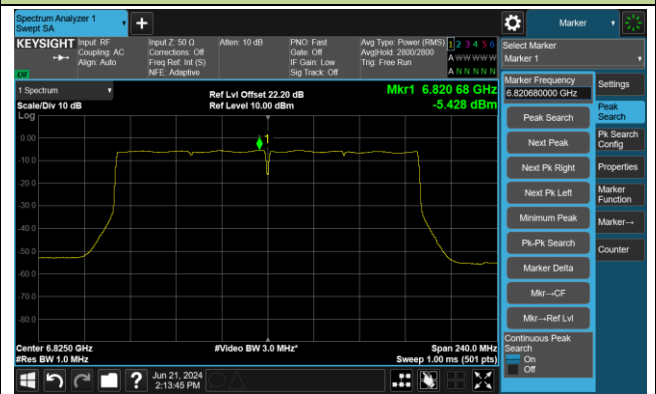 Spectrum Analyzer 1
Swept SA
+
Marker
KEYSIGHT
Input: RF
Coupling: AC
Align: Auto
Input Z: 50 Ω
Corrections: Off
Freq Ref: Int (S)
NFE: Adaptive
Atten: 10 dB
PNO: Fast
Gate: Off
IF Gain: Low
Sig Track: Off
Avg Type: Power (RMS)
Avg|Hold: 2800/2800
Trig: Free Run
1 2 3 4 5 6
A W W W W W
A N N N N N
Select Marker
Marker 1
LXI
1 Spectrum
Scale/Div 10 dB
Log
Ref Lvl Offset 22.20 dB
Ref Level 10.00 dBm
Mkr1 6.820 68 GHz
-5.428 dBm
1
0.00
-10.0
-20.0
-30.0
-40.0
-50.0
-60.0
-70.0
-80.0
Center 6.8250 GHz
#Res BW 1.0 MHz
#Video BW 3.0 MHz*
Span 240.0 MHz
Sweep 1.00 ms (501 pts)
Marker Frequency
6.820680000 GHz
Peak Search
Next Peak
Next Pk Right
Next Pk Left
Minimum Peak
Pk-Pk Search
Marker Delta
Mkr→CF
Mkr→Ref Lvl
Continuous Peak
Search
On
Off
Settings
Peak
Search
Pk Search
Config
Properties
Marker
Function
Marker→
Counter
?
Jun 21, 2024
2:13:45 PM